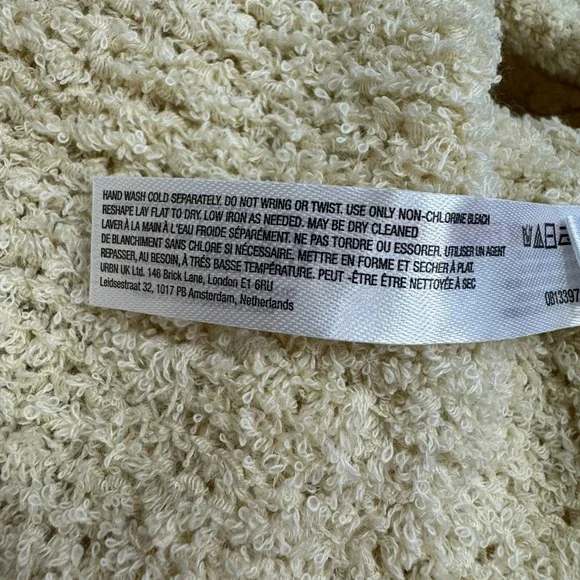 HAND WASH COLD SEPARATELY. DO NOT WRING OR TWIST. USE ONLY NON-CHLORINE BLEACH
RESHAPE LAY FLAT TO DRY. LOW IRON AS NEEDED. MAY BE DRY CLEANED
LAVER À LA MAIN À L'EAU FROIDE SÉPARÉMENT. NE PAS TORDRE OU ESSORER. UTILISER UN AGENT
DE BLANCHIMENT SANS CHLORE SI NÉCESSAIRE. METTRE EN FORME ET SECHER À PLAT.
REPASSER, AU BESOIN, À TRÉS BASSE TEMPÉRATURE. PEUT -ÊTRE ÊTRE NETTOYÉE À SEC
URBN UK Ltd. 146 Brick Lane, London E1 6RU
Leidsestraat 32, 1017 PB Amsterdam, Netherlands
0813397